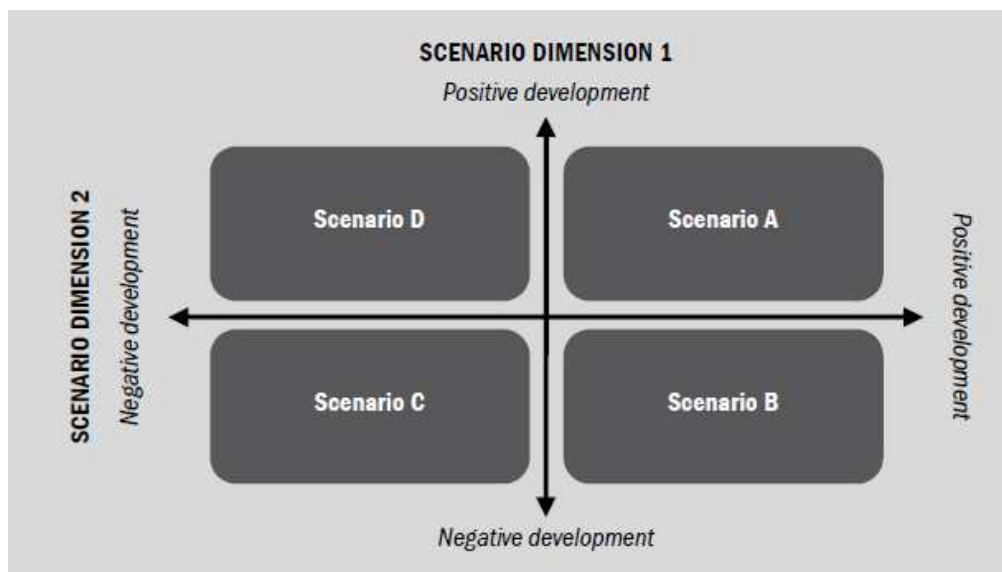 SCENARIO DIMENSION 1
Positive development
SCENARIO DIMENSION 2
Negative development
Scenario D
Scenario A
Positive development
Scenario C
Scenario B
Negative development